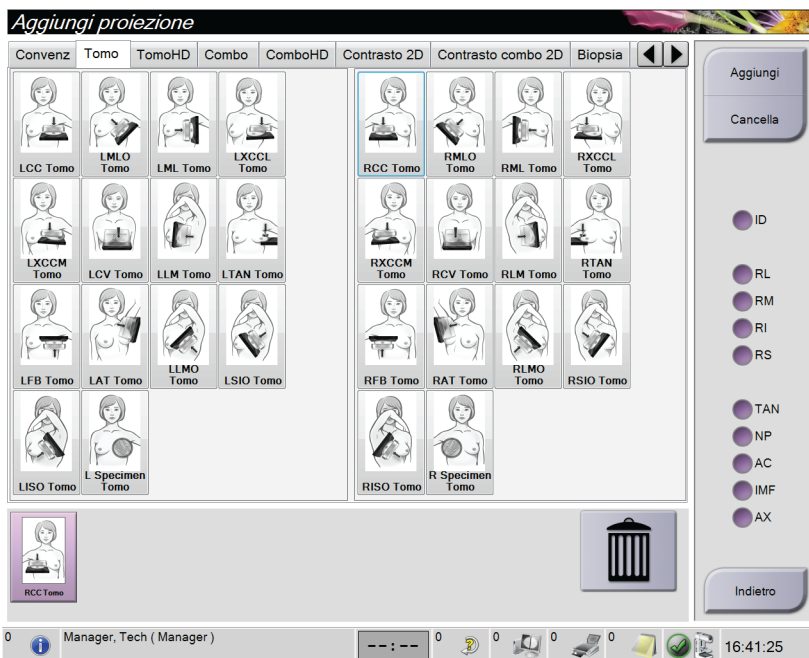 Aggiungi proiezione
Convenz Tomo TomoHD Combo ComboHD Contrasto 2D Contrasto combo 2D Biopsia
LCC Tomo
LMLO
Tomo
LML Tomo
LXCCL
Tomo
RCC Tomo
RMLO
Tomo
RML Tomo
RXCCL
Tomo
LXCCM
Tomo
LCV Tomo
LLM Tomo
LTAN Tomo
RXCCM
Tomo
RCV Tomo
RLM Tomo
RTAN
Tomo
LFB Tomo
LAT Tomo
LLMO
Tomo
LSIO Tomo
RFB Tomo
RAT Tomo
RLMO
Tomo
RSIO Tomo
LISO Tomo
L Specimen
Tomo
RISO Tomo
R Specimen
Tomo
RCC Tomo
Aggiungi
Cancella
ID
RL
RM
RI
RS
TAN
NP
AC
IMF
AX
Indietro
0 Manager, Tech ( Manager ) --:-- 0 0 0 0 16:41:25